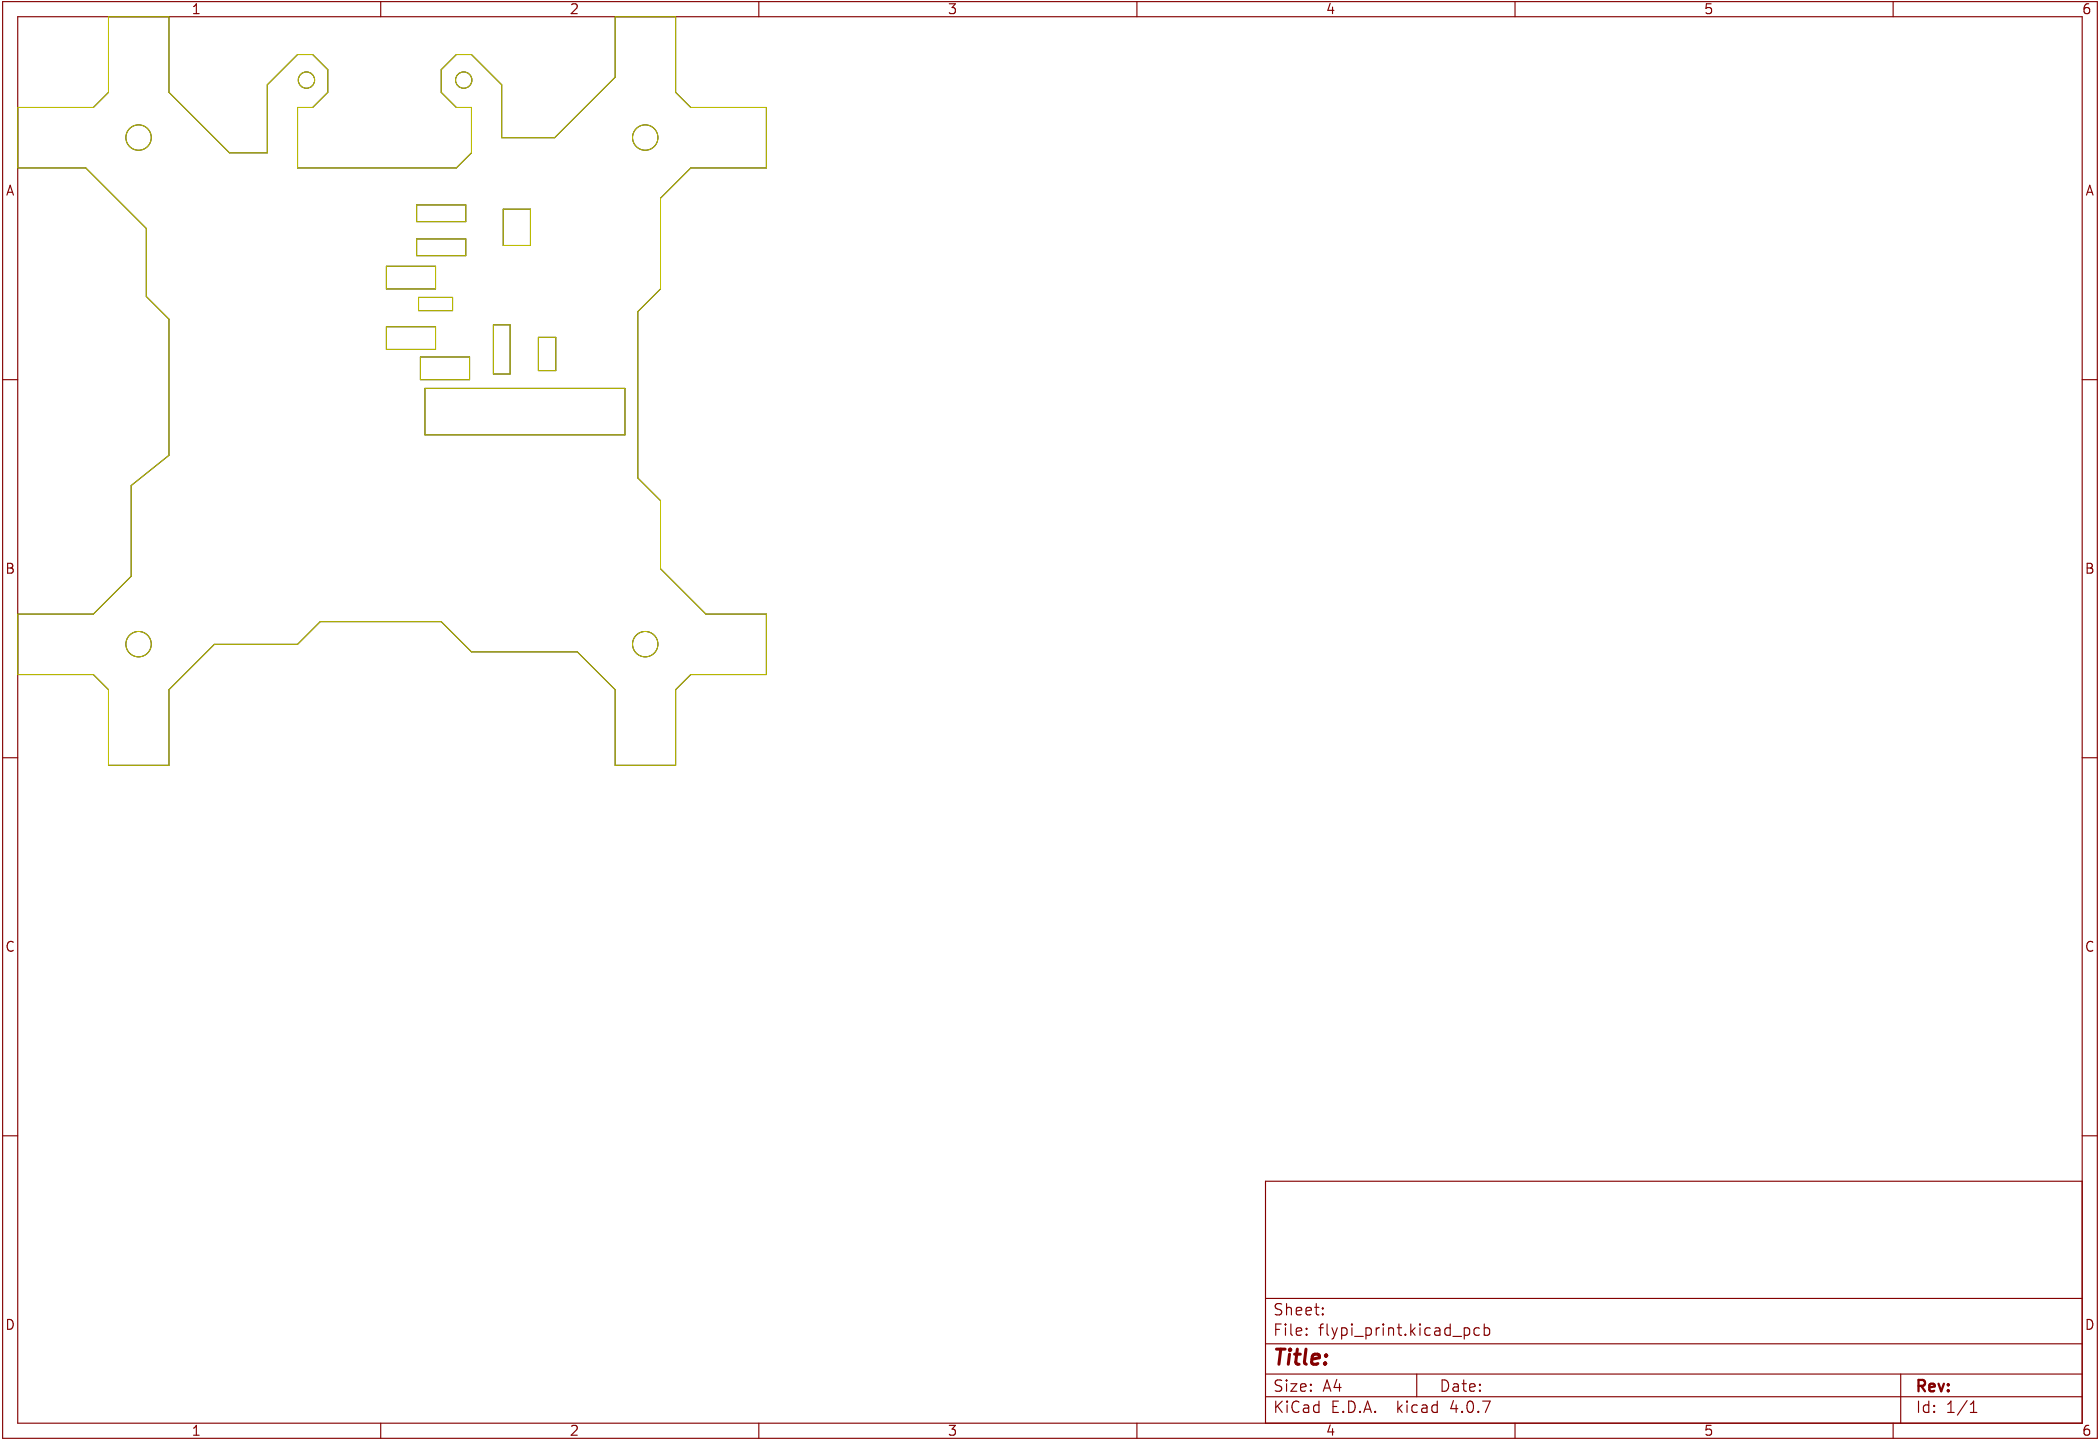 1 2 3 4 5 6
A A
B B
C C
D D
Sheet:
File: flypi_print.kicad_pcb
Title:
Size: A4 Date: Rev:
KiCad E.D.A. kicad 4.0.7 Id: 1/1
1 2 3 4 5 6